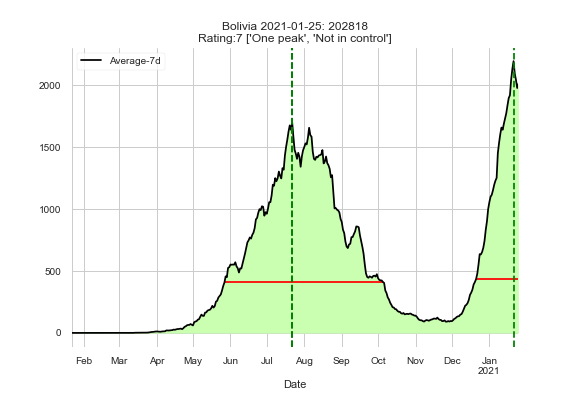 Bolivia 2021-01-25: 202818
Rating:7 ['One peak', 'Not in control']
Average-7d
2000
1500
1000
500
0
Feb Mar Apr May Jun Jul Aug Sep Oct Nov Dec Jan
2021
Date